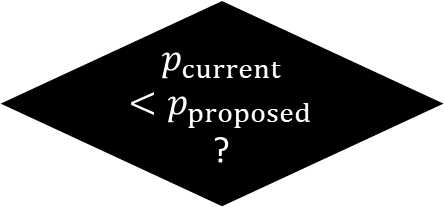 p_current
< p_proposed
?